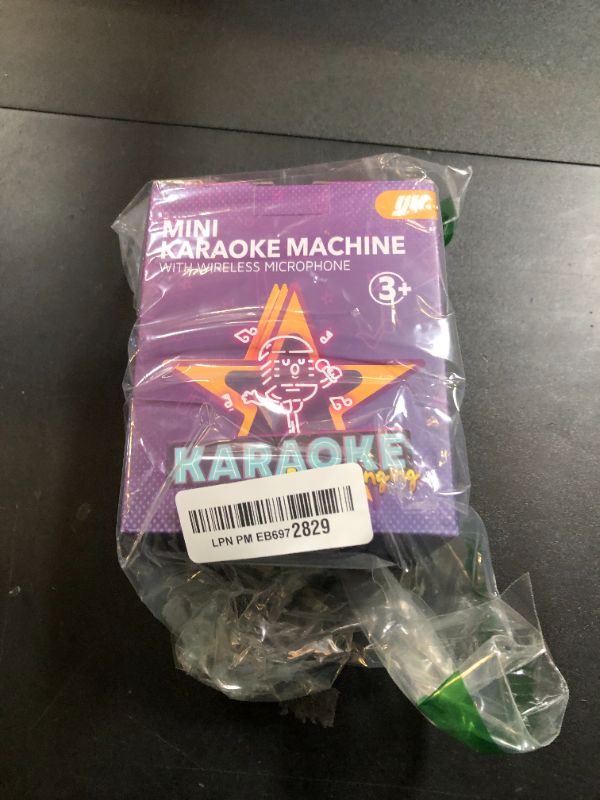 MINI
KARAOKE MACHINE
WITH WIRELESS MICROPHONE
3+
KARAOKE
LPN PM EB6972829